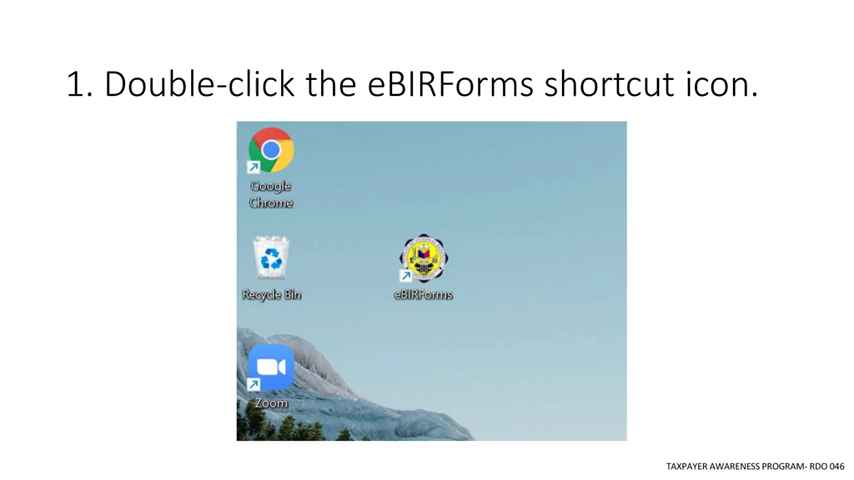 1. Double-click the eBIRForms shortcut icon.
Google
Chrome
Recycle Bin
eBIRForms
Zoom
TAXPAYER AWARENESS PROGRAM- RDO 046